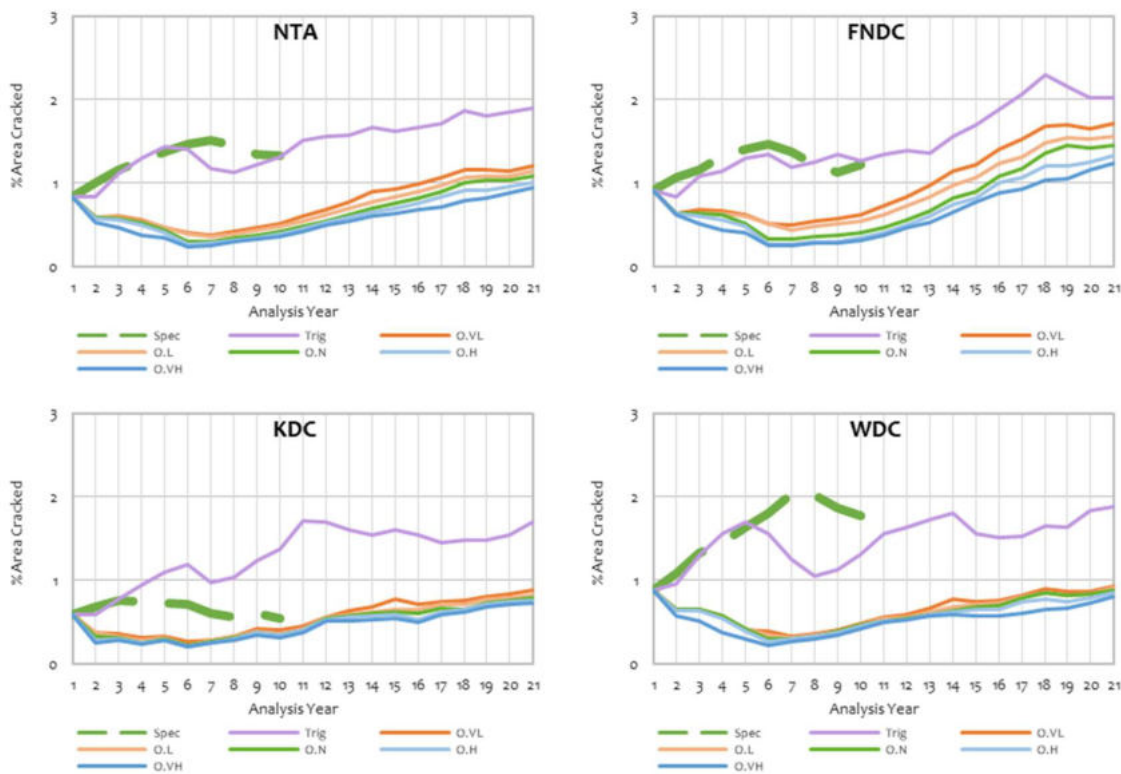 NTA
3
2
1
0
%Area Cracked
1 2 3 4 5 6 7 8 9 10 11 12 13 14 15 16 17 18 19 20 21
Analysis Year
Spec Trig O.VL
O.L O.N O.H
O.VH
FNDC
3
2
1
0
%Area Cracked
1 2 3 4 5 6 7 8 9 10 11 12 13 14 15 16 17 18 19 20 21
Analysis Year
Spec Trig O.VL
O.L O.N O.H
O.VH
KDC
3
2
1
0
%Area Cracked
1 2 3 4 5 6 7 8 9 10 11 12 13 14 15 16 17 18 19 20 21
Analysis Year
Spec Trig O.VL
O.L O.N O.H
O.VH
WDC
3
2
1
0
%Area Cracked
1 2 3 4 5 6 7 8 9 10 11 12 13 14 15 16 17 18 19 20 21
Analysis Year
Spec Trig O.VL
O.L O.N O.H
O.VH